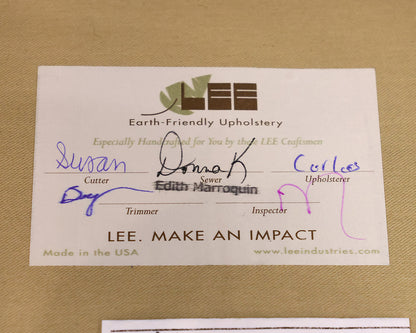 LEE
Earth-Friendly Upholstery
Especially Handcrafted for You by these LEE Craftsmen
Susan Donna K Carlos
Cutter Sewer Upholsterer
Edith Marroquin
Trimmer Inspector
LEE. MAKE AN IMPACT
Made in the USA www.leeindustries.com